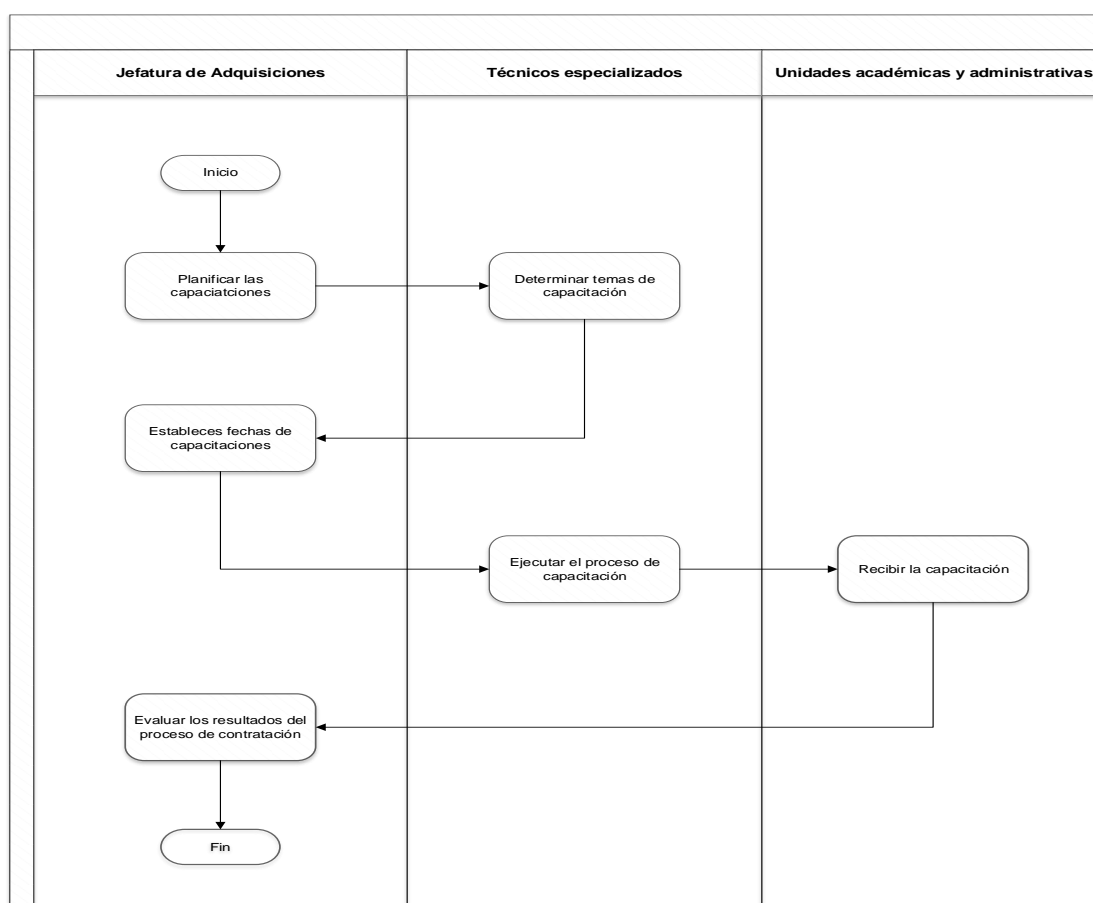 Jefatura de Adquisiciones
Técnicos especializados
Unidades académicas y administrativas
Inicio
Planificar las
capaciatciones
Determinar temas de
capacitación
Estableces fechas de
capacitaciones
Ejecutar el proceso de
capacitación
Recibir la capacitación
Evaluar los resultados del
proceso de contratación
Fin